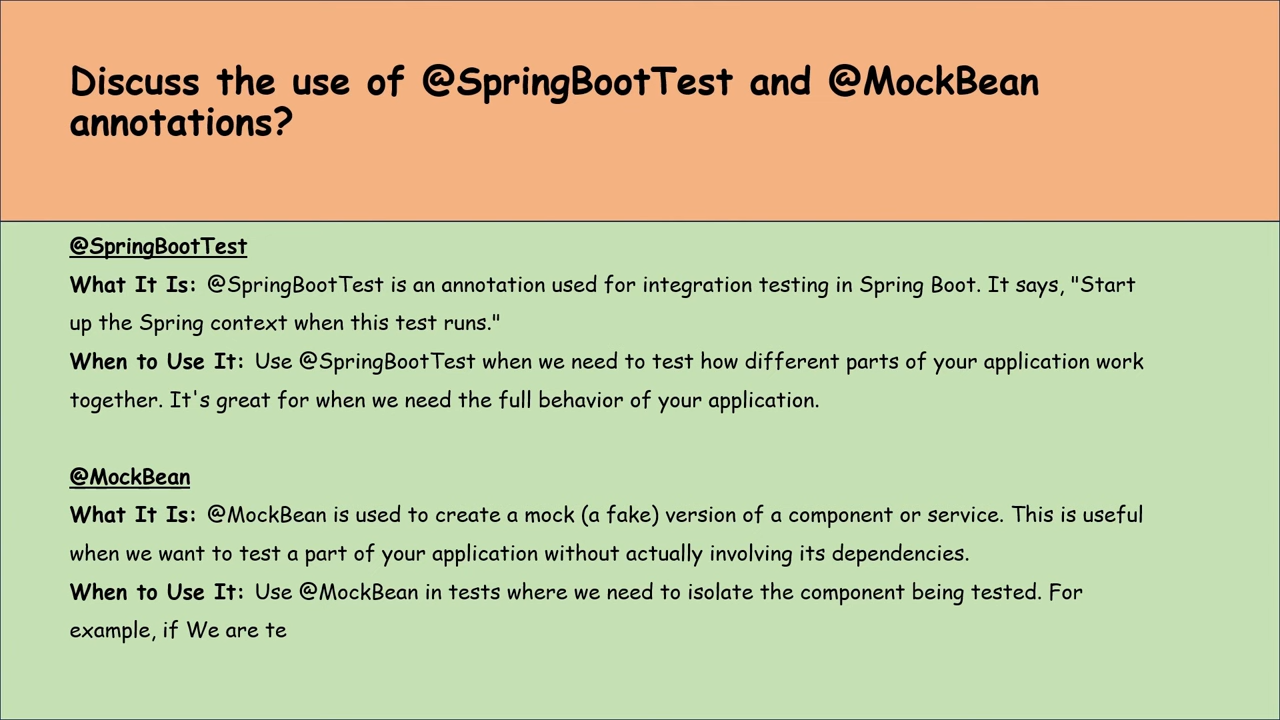 Discuss the use of @SpringBootTest and @MockBean
annotations?
@SpringBootTest
What It Is: @SpringBootTest is an annotation used for integration testing in Spring Boot. It says, "Start
up the Spring context when this test runs."
When to Use It: Use @SpringBootTest when we need to test how different parts of your application work
together. It's great for when we need the full behavior of your application.
@MockBean
What It Is: @MockBean is used to create a mock (a fake) version of a component or service. This is useful
when we want to test a part of your application without actually involving its dependencies.
When to Use It: Use @MockBean in tests where we need to isolate the component being tested. For
example, if We are te